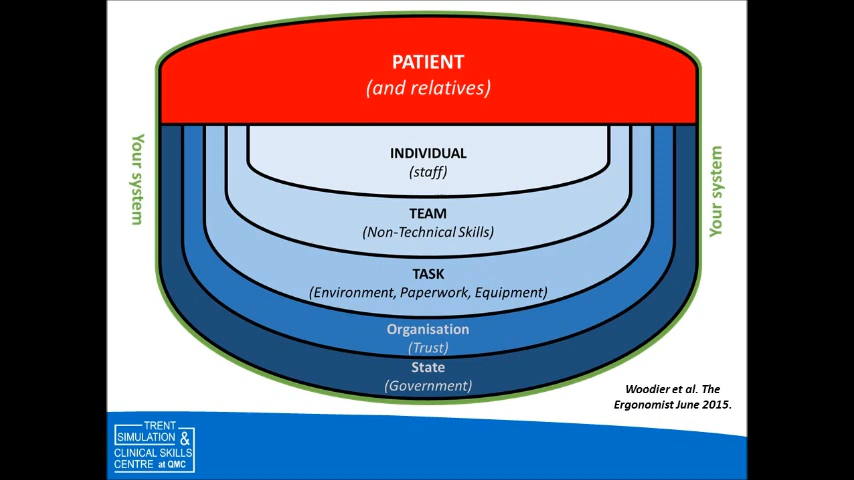 PATIENT
(and relatives)
Your system
INDIVIDUAL
(staff)
Your system
TEAM
(Non-Technical Skills)
TASK
(Environment, Paperwork, Equipment)
Organisation
(Trust)
State
(Government)
Woodier et al. The
Ergonomist June 2015.
TRENT
SIMULATION &
CLINICAL SKILLS
CENTRE at QMC